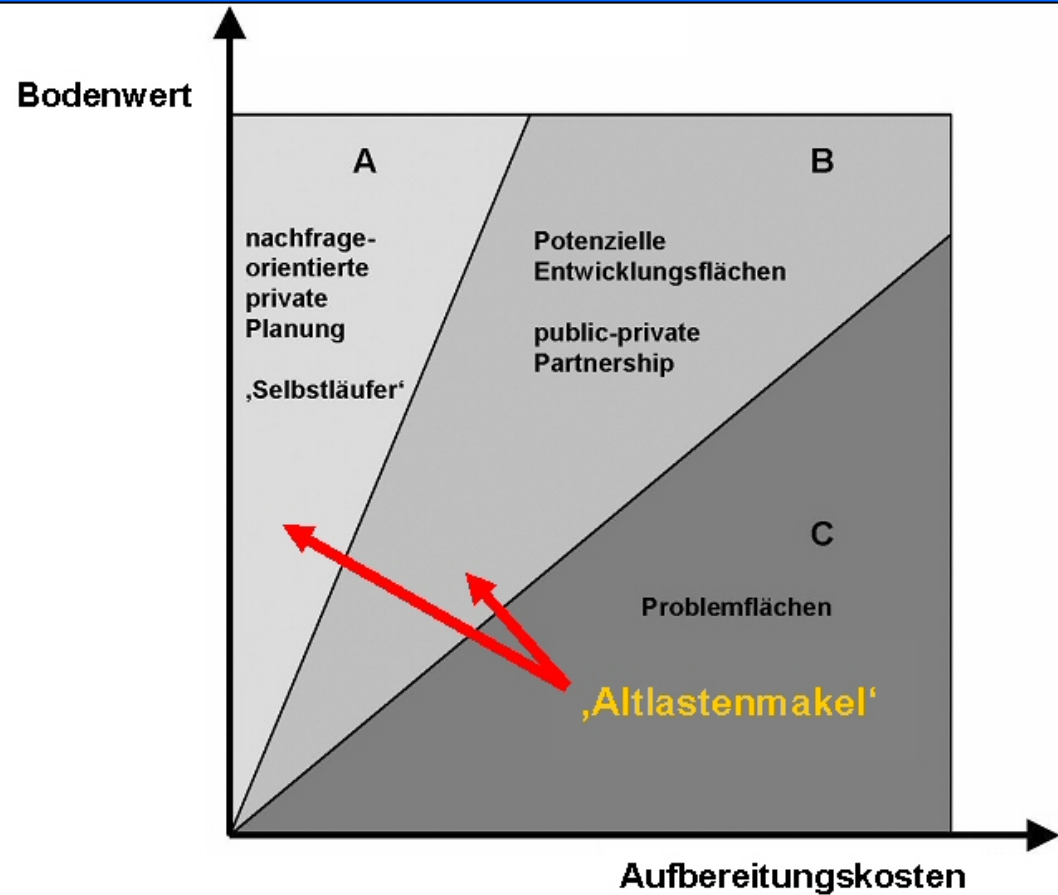 Bodenwert
A
nachfrage-
orientierte
private
Planung
‚Selbstläufer‘
B
Potenzielle
Entwicklungsflächen
public-private
Partnership
C
Problemflächen
‚Altlastenmakel‘
Aufbereitungskosten